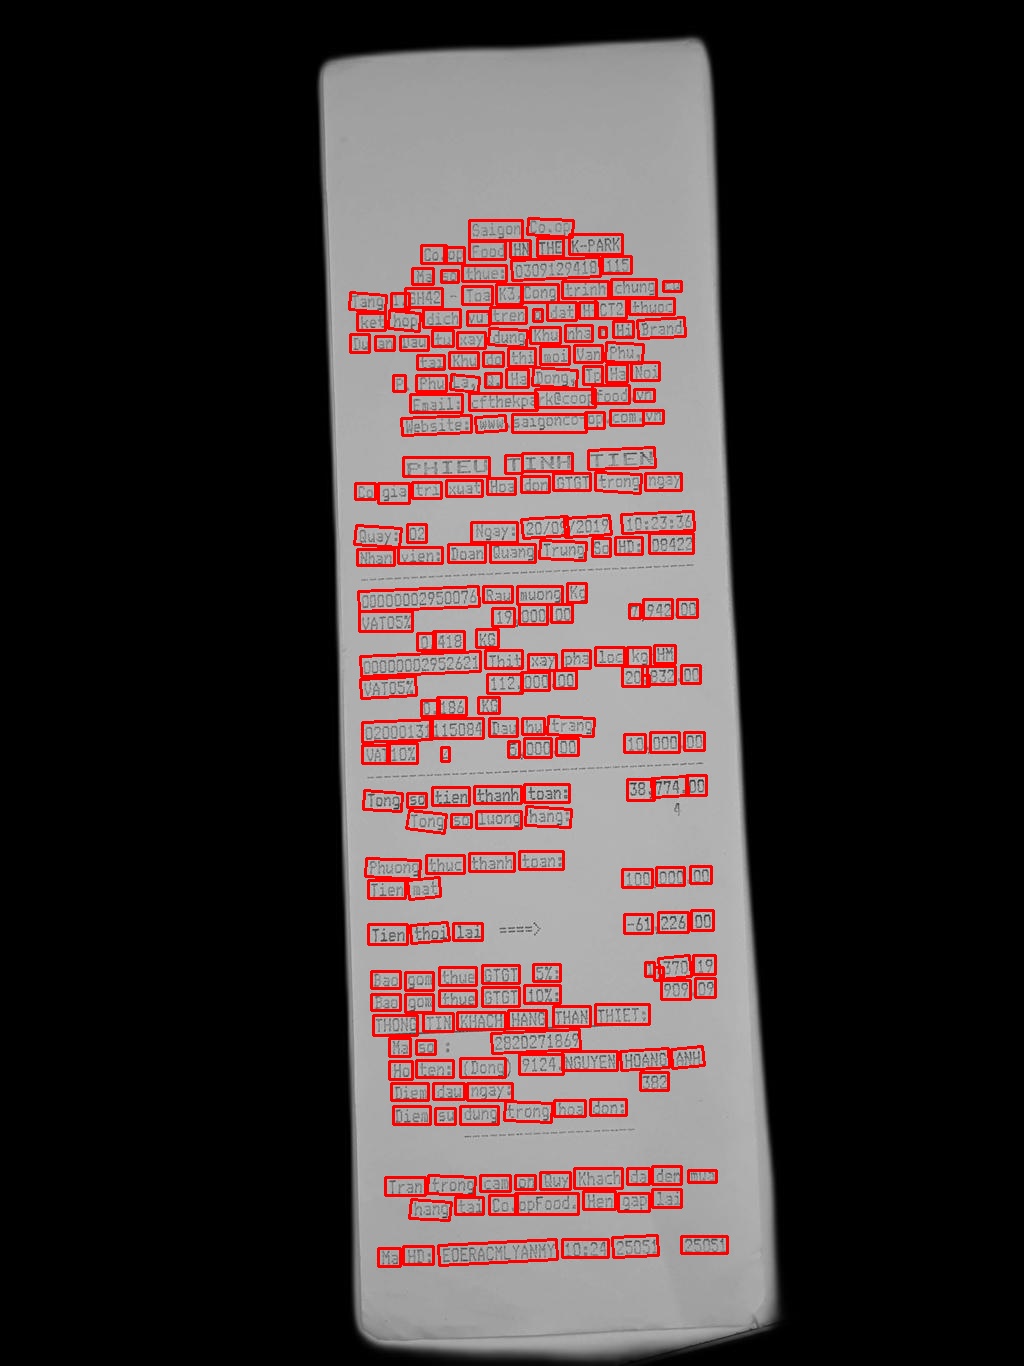 Saigon Co.op
Co.op Food HN THE K-PARK
Ma so thue: 0309129418 115
Tang 1,GH42 - Toa K3,Cong trinh chung cu
ket hop dich vu tren o dat H CT2 thuoc
Du an Dau tu xay dung Khu nha o Hi Brand
tai Khu do thi moi Van Phu,
P. Phu La, Q. Ha Dong, Tp Ha Noi
Email: cfthekpark@coopfood.vn
Website: www.saigonco-op.com.vn
PHIEU TINH TIEN
Co gia tri xuat Hoa don GTGT trong ngay
Quay: 02 Ngay: 20/09/2019 10:23:36
Nhan vien: Doan Quang Trung So HD: 08422
00000002950076 Rau muong Kg
VAT05% 19,000.00 7,942.00
0.418 KG
00000002952621 Thit xay pha loc kg HM
VAT05% 112,000.00 20,832.00
0.186 KG
02000131115084 Dau hu trang
VAT10% 2 5,000.00 10,000.00
Tong so tien thanh toan: 38,774.00
Tong so luong hang: 4
Phuong thuc thanh toan:
Tien mat 100,000.00
Tien thoi lai ====> -61,226.00
Bao gom thue GTGT 5%: 1,370.19
Bao gom thue GTGT 10%: 909.09
THONG TIN KHACH HANG THAN THIET:
Ma so : 2820271869
Ho ten: (Dong) 9124.NGUYEN HOANG ANH
Diem dau ngay: 382
Diem su dung trong hoa don:
Tran trong cam on Quy Khach da den mua
hang tai Co.opFood. Hen gap lai
Ma HD: EOERACMLYANMY 10:24 25051 25051